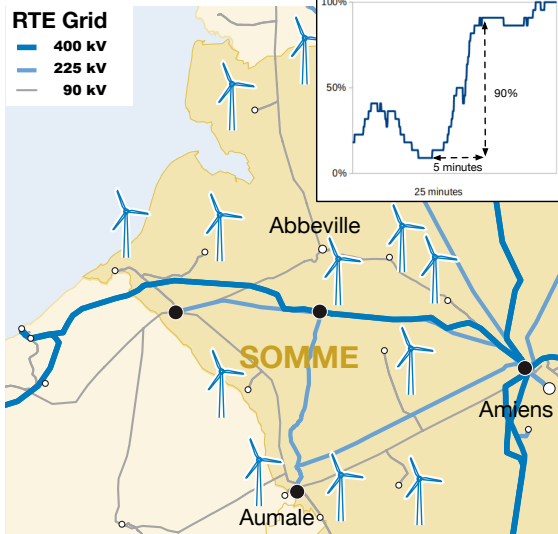 RTE Grid
400 kV
225 kV
90 kV
100%
50%
0%
90%
5 minutes
25 minutes
Abbeville
SOMME
Amiens
Aumale